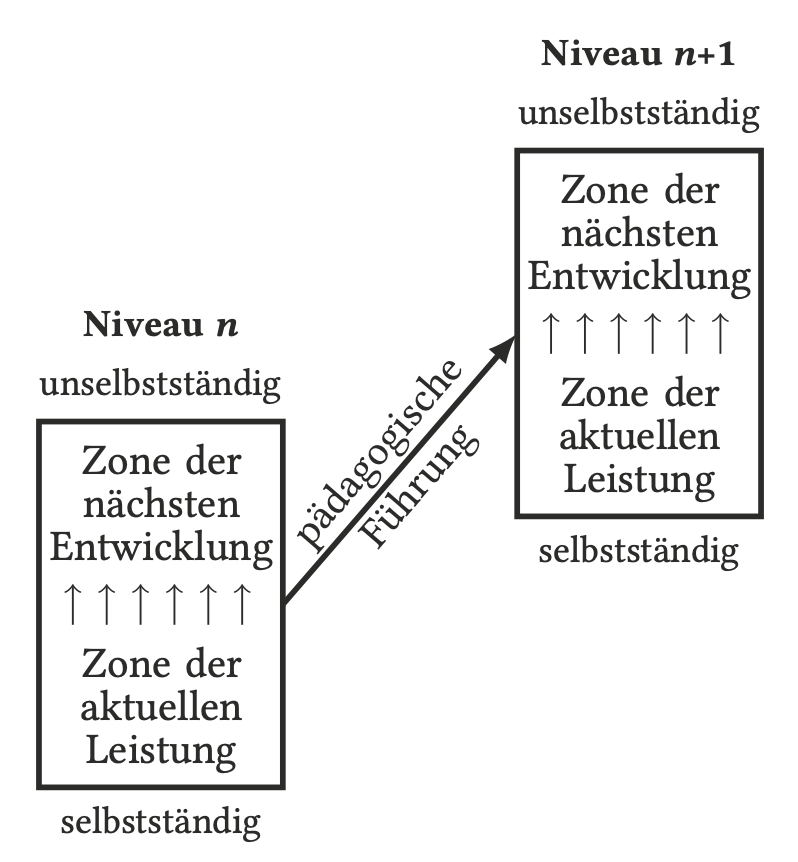 Niveau n+1
unselbstständig
Zone der
nächsten
Entwicklung
↑ ↑ ↑ ↑ ↑ ↑
Zone der
aktuellen
Leistung
selbstständig
Niveau n
unselbstständig
Zone der
nächsten
Entwicklung
↑ ↑ ↑ ↑ ↑ ↑
Zone der
aktuellen
Leistung
selbstständig
pädagogische
Führung